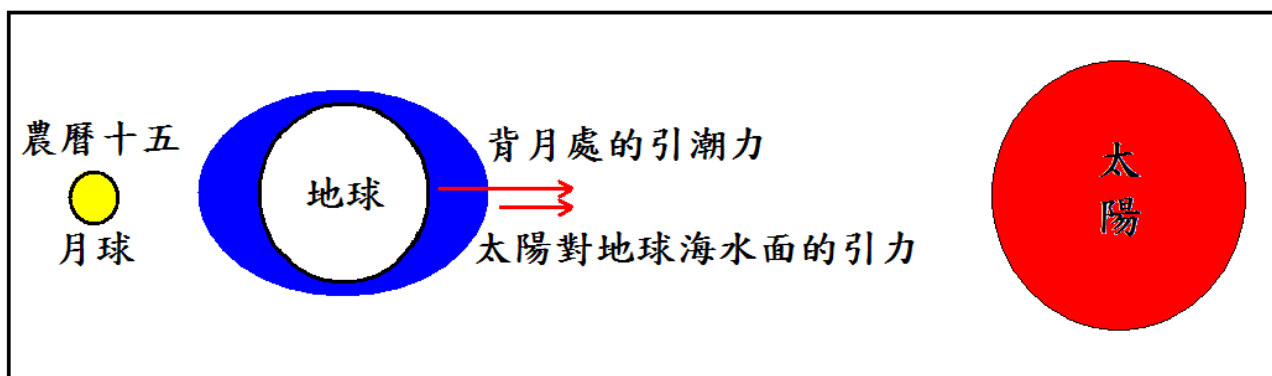 農曆十五
月球
地球
背月處的引潮力
太陽對地球海水面的引力
太
陽